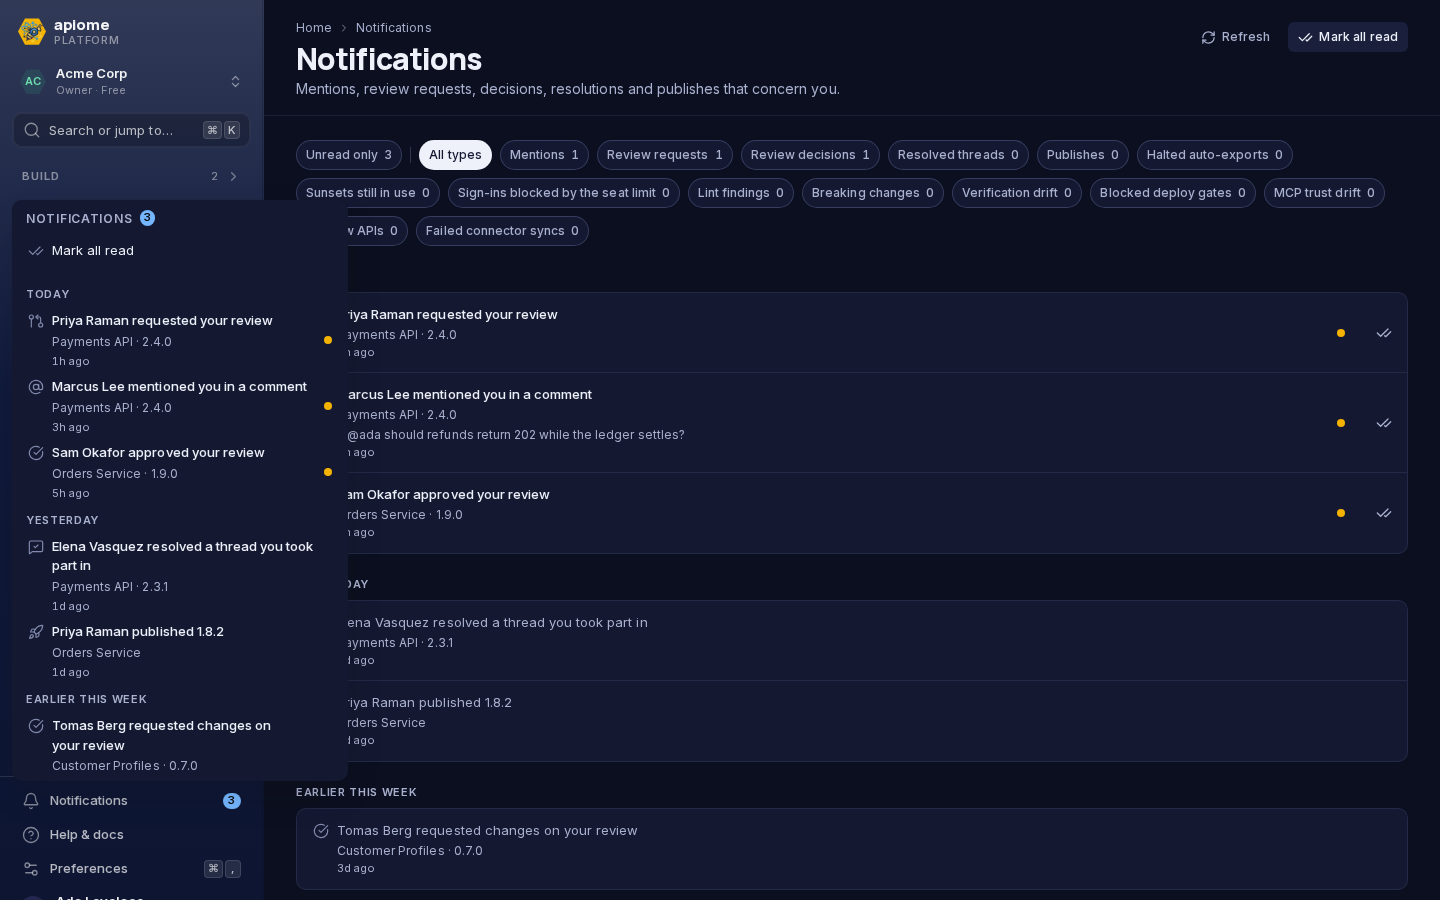 apiome
PLATFORM
AC
Acme Corp
Owner · Free
Search or jump to…
⌘ K
BUILD 2
NOTIFICATIONS 3
Mark all read
TODAY
Priya Raman requested your review
Payments API · 2.4.0
1h ago
Marcus Lee mentioned you in a comment
Payments API · 2.4.0
3h ago
Sam Okafor approved your review
Orders Service · 1.9.0
5h ago
YESTERDAY
Elena Vasquez resolved a thread you took
part in
Payments API · 2.3.1
1d ago
Priya Raman published 1.8.2
Orders Service
1d ago
EARLIER THIS WEEK
Tomas Berg requested changes on
your review
Customer Profiles · 0.7.0
Notifications 3
Help & docs
Preferences ⌘ ,
Home > Notifications
Notifications
Mentions, review requests, decisions, resolutions and publishes that concern you.
Refresh
Mark all read
Unread only 3
All types
Mentions 1
Review requests 1
Review decisions 1
Resolved threads 0
Publishes 0
Halted auto-exports 0
Sunsets still in use 0
Sign-ins blocked by the seat limit 0
Lint findings 0
Breaking changes 0
Verification drift 0
Blocked deploy gates 0
MCP trust drift 0
APIs 0
Failed connector syncs 0
Raman requested your review
API · 2.4.0
ago
Lee mentioned you in a comment
API · 2.4.0
@ada should refunds return 202 while the ledger settles?
ago
Okafor approved your review
Service · 1.9.0
ago
Vasquez resolved a thread you took part in
API · 2.3.1
ago
Raman published 1.8.2
Service
ago
EARLIER THIS WEEK
Tomas Berg requested changes on your review
Customer Profiles · 0.7.0
3d ago